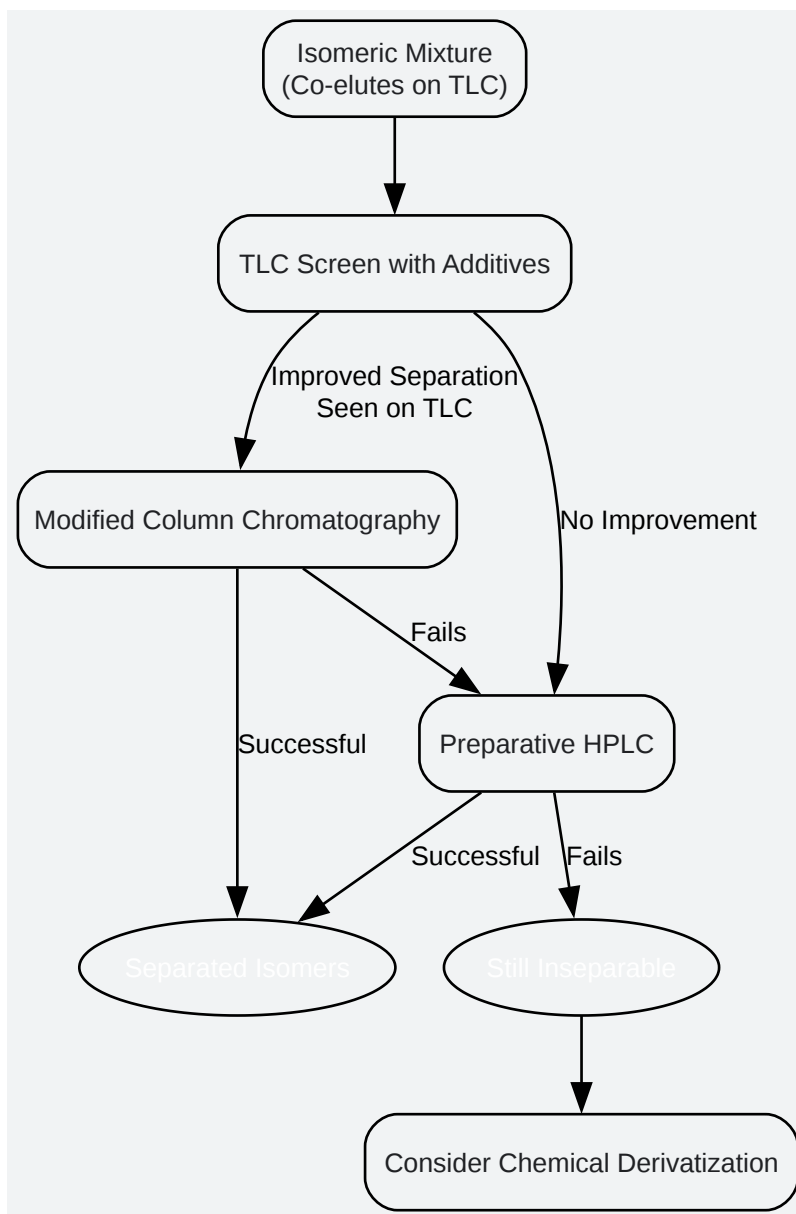 Isomeric Mixture
(Co-elutes on TLC)
TLC Screen with Additives
Improved Separation
Seen on TLC
Modified Column Chromatography
No Improvement
Fails
Preparative HPLC
Successful
Successful
Fails
Separated Isomers
Still Inseparable
Consider Chemical Derivatization